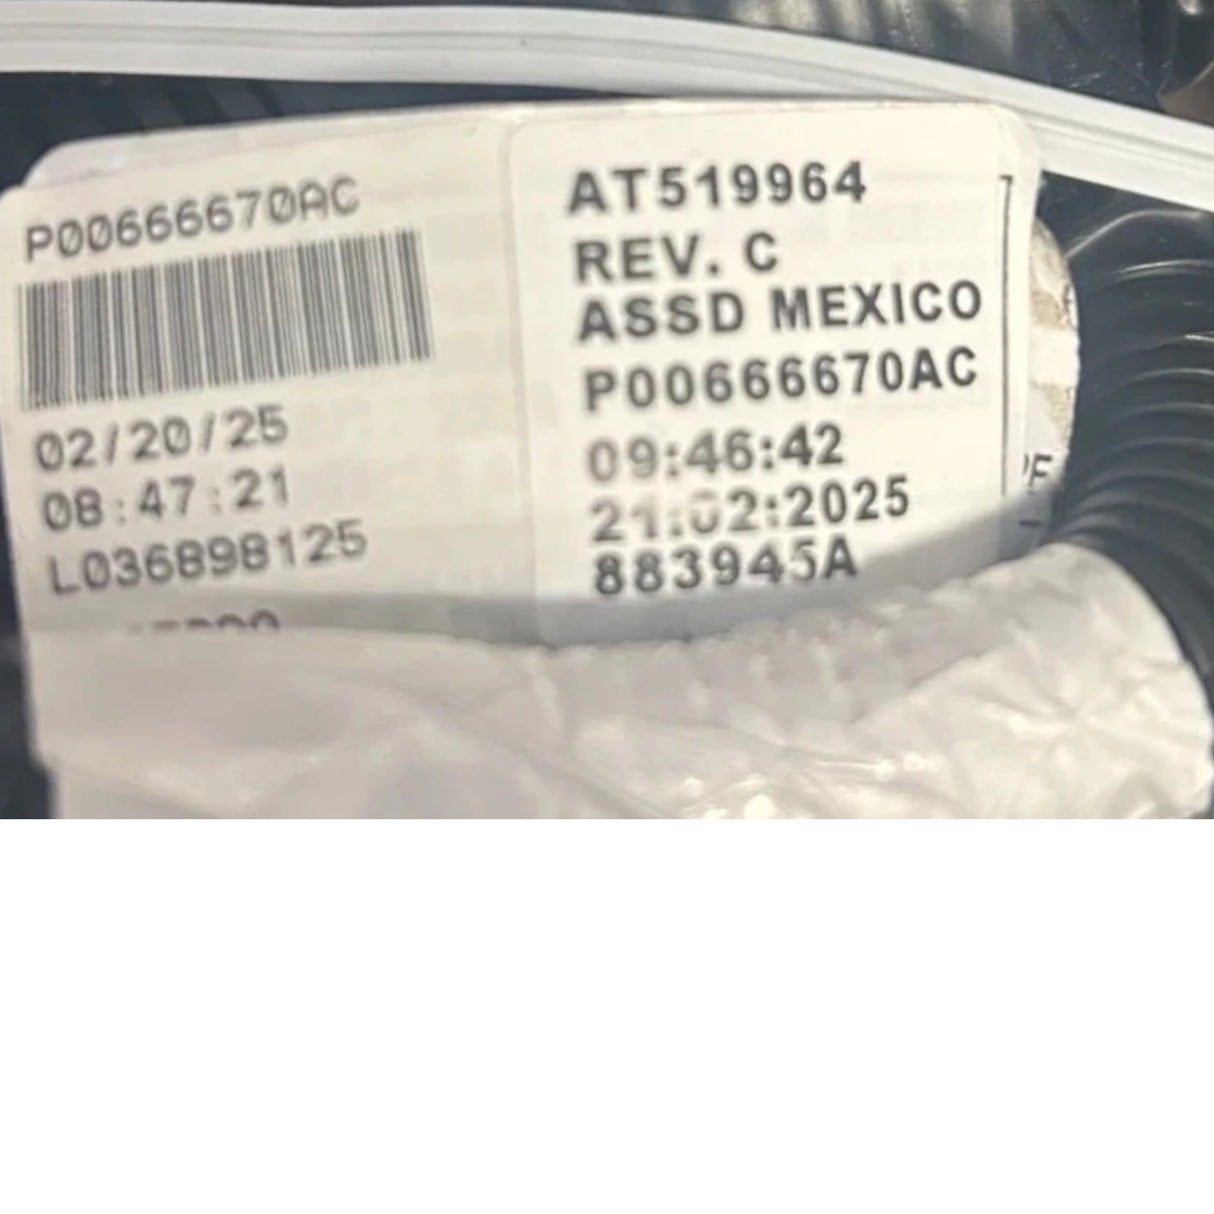 P00666670AC
02/20/25
08:47:21
L036898125
AT519964
REV. C
ASSD MEXICO
P00666670AC
09:46:42
21:02:2025
883945A